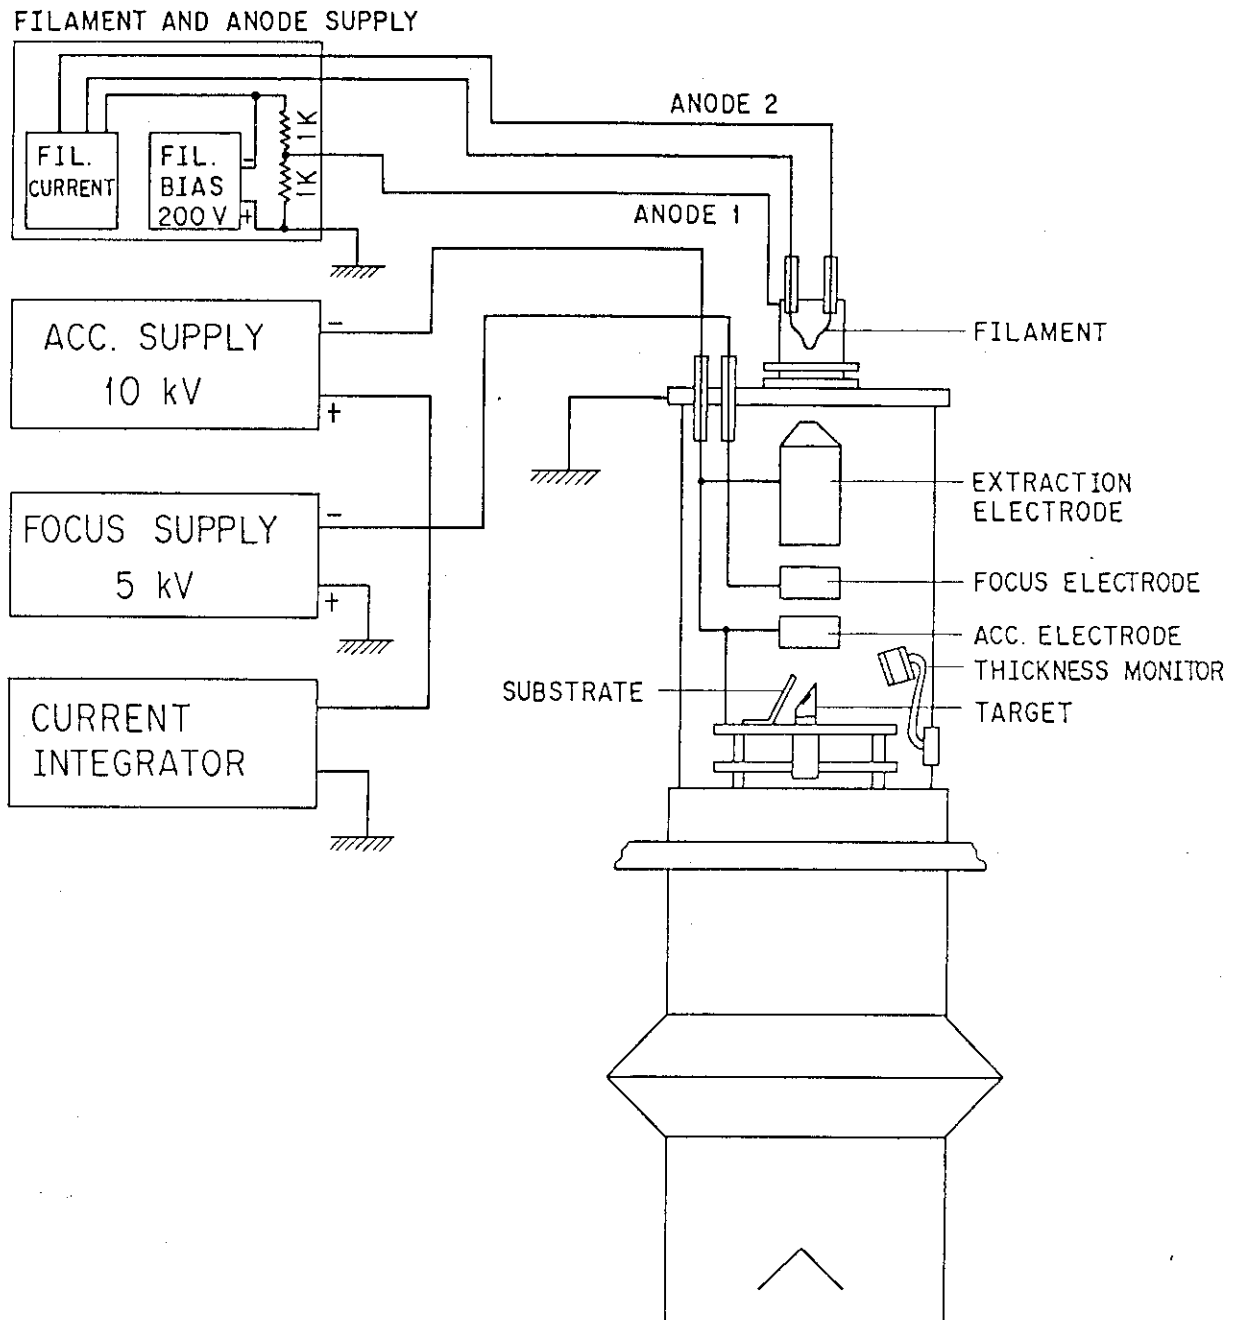 FILAMENT AND ANODE SUPPLY
ANODE 2
1K
FIL.
CURRENT
FIL.
BIAS
200 V
-
+
1K
ANODE 1
ACC. SUPPLY
10 kV
-
+
FILAMENT
EXTRACTION
ELECTRODE
FOCUS SUPPLY
5 kV
-
+
FOCUS ELECTRODE
ACC. ELECTRODE
THICKNESS MONITOR
SUBSTRATE
TARGET
CURRENT
INTEGRATOR